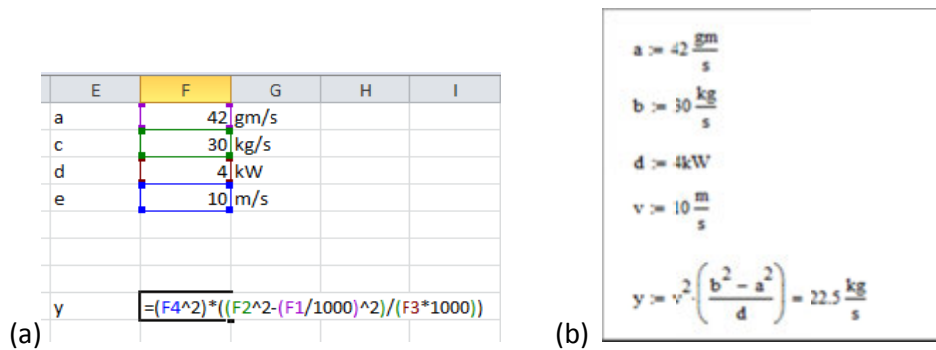 E F G H I
a 42 gm/s
c 30 kg/s
d 4 kW
e 10 m/s
y =(F4^2)*((F2^2-(F1/1000)^2)/(F3*1000))
(a)
a := 42 gm/s
b := 30 kg/s
d := 4kW
v := 10 m/s
y := v^2·((b^2 - a^2)/d) = 22.5 kg/s
(b)